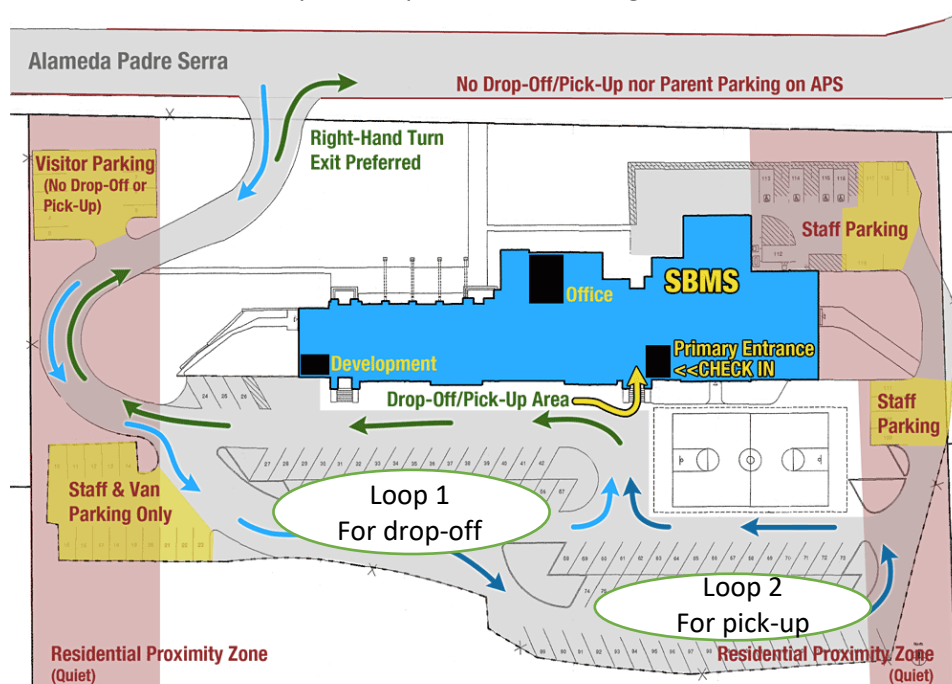 Alameda Padre Serra
No Drop-Off/Pick-Up nor Parent Parking on APS
Right-Hand Turn
Exit Preferred
Visitor Parking
(No Drop-Off or
Pick-Up)
Staff Parking
SBMS
Office
Development
Primary Entrance
<<CHECK IN
Drop-Off/Pick-Up Area
Staff
Parking
Staff & Van
Parking Only
Loop 1
For drop-off
Loop 2
For pick-up
Residential Proximity Zone
(Quiet)
Residential Proximity Zone
(Quiet)